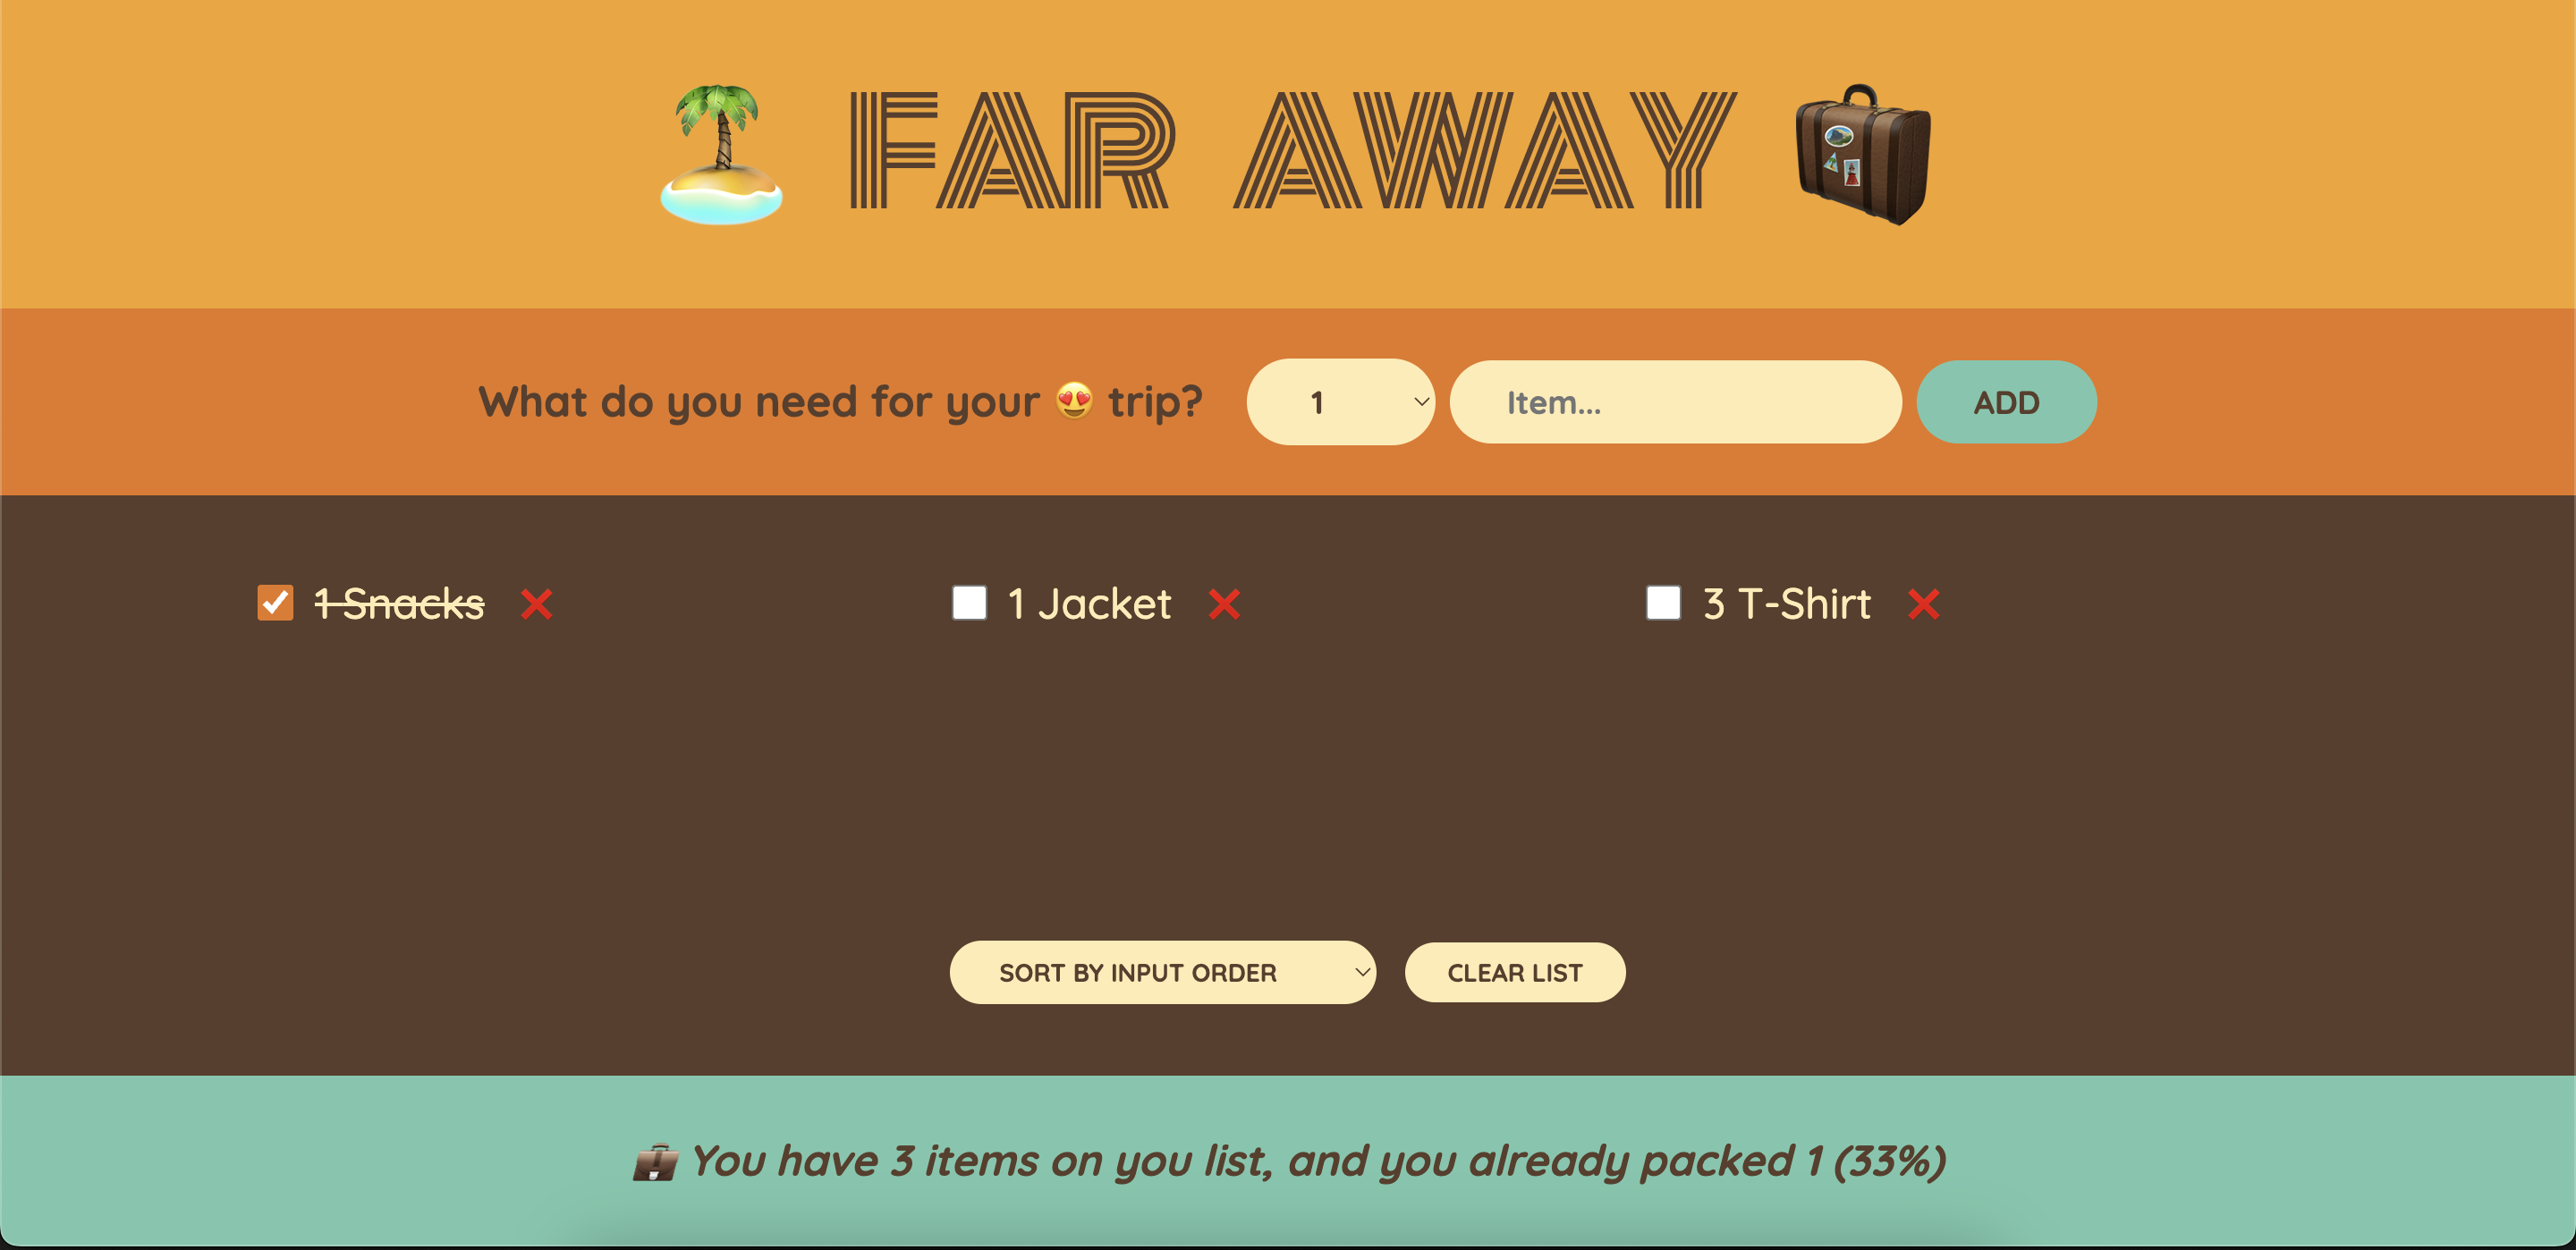 FAR AWAY
What do you need for your 😍 trip? 1 Item... ADD
1 Snacks 1 Jacket 3 T-Shirt
SORT BY INPUT ORDER CLEAR LIST
You have 3 items on you list, and you already packed 1 (33%)